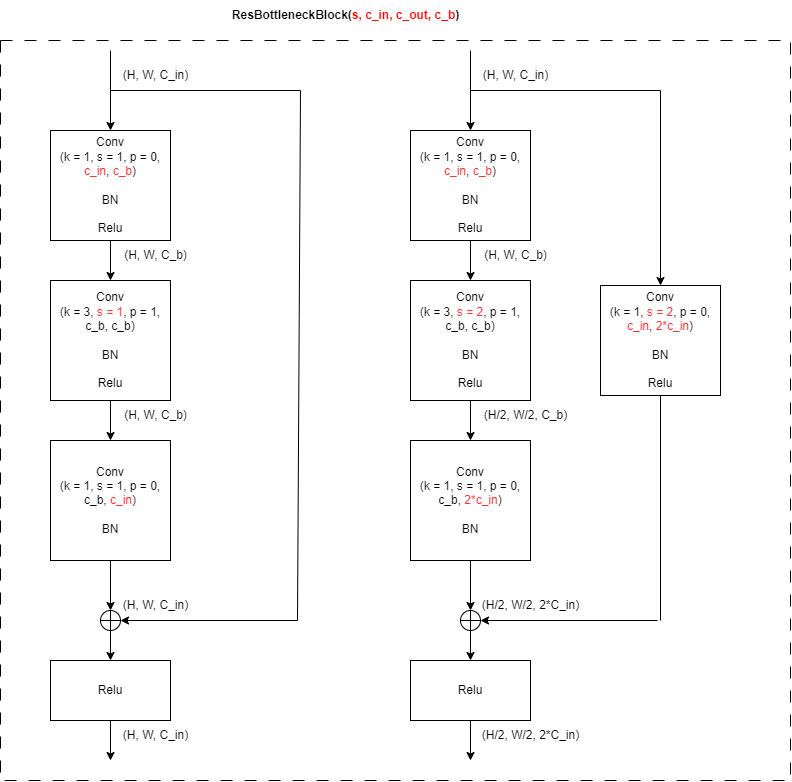 ResBottleneckBlock(s, c_in, c_out, c_b)
(H, W, C_in)
Conv
(k = 1, s = 1, p = 0,
c_in, c_b)
BN
Relu
(H, W, C_b)
Conv
(k = 3, s = 1, p = 1,
c_b, c_b)
BN
Relu
(H, W, C_b)
Conv
(k = 1, s = 1, p = 0,
c_b, c_in)
BN
(H, W, C_in)
Relu
(H, W, C_in)
(H, W, C_in)
Conv
(k = 1, s = 1, p = 0,
c_in, c_b)
BN
Relu
(H, W, C_b)
Conv
(k = 3, s = 2, p = 1,
c_b, c_b)
BN
Relu
(H/2, W/2, C_b)
Conv
(k = 1, s = 1, p = 0,
c_b, 2*c_in)
BN
Conv
(k = 1, s = 2, p = 0,
c_in, 2*c_in)
BN
Relu
(H/2, W/2, 2*C_in)
Relu
(H/2, W/2, 2*C_in)